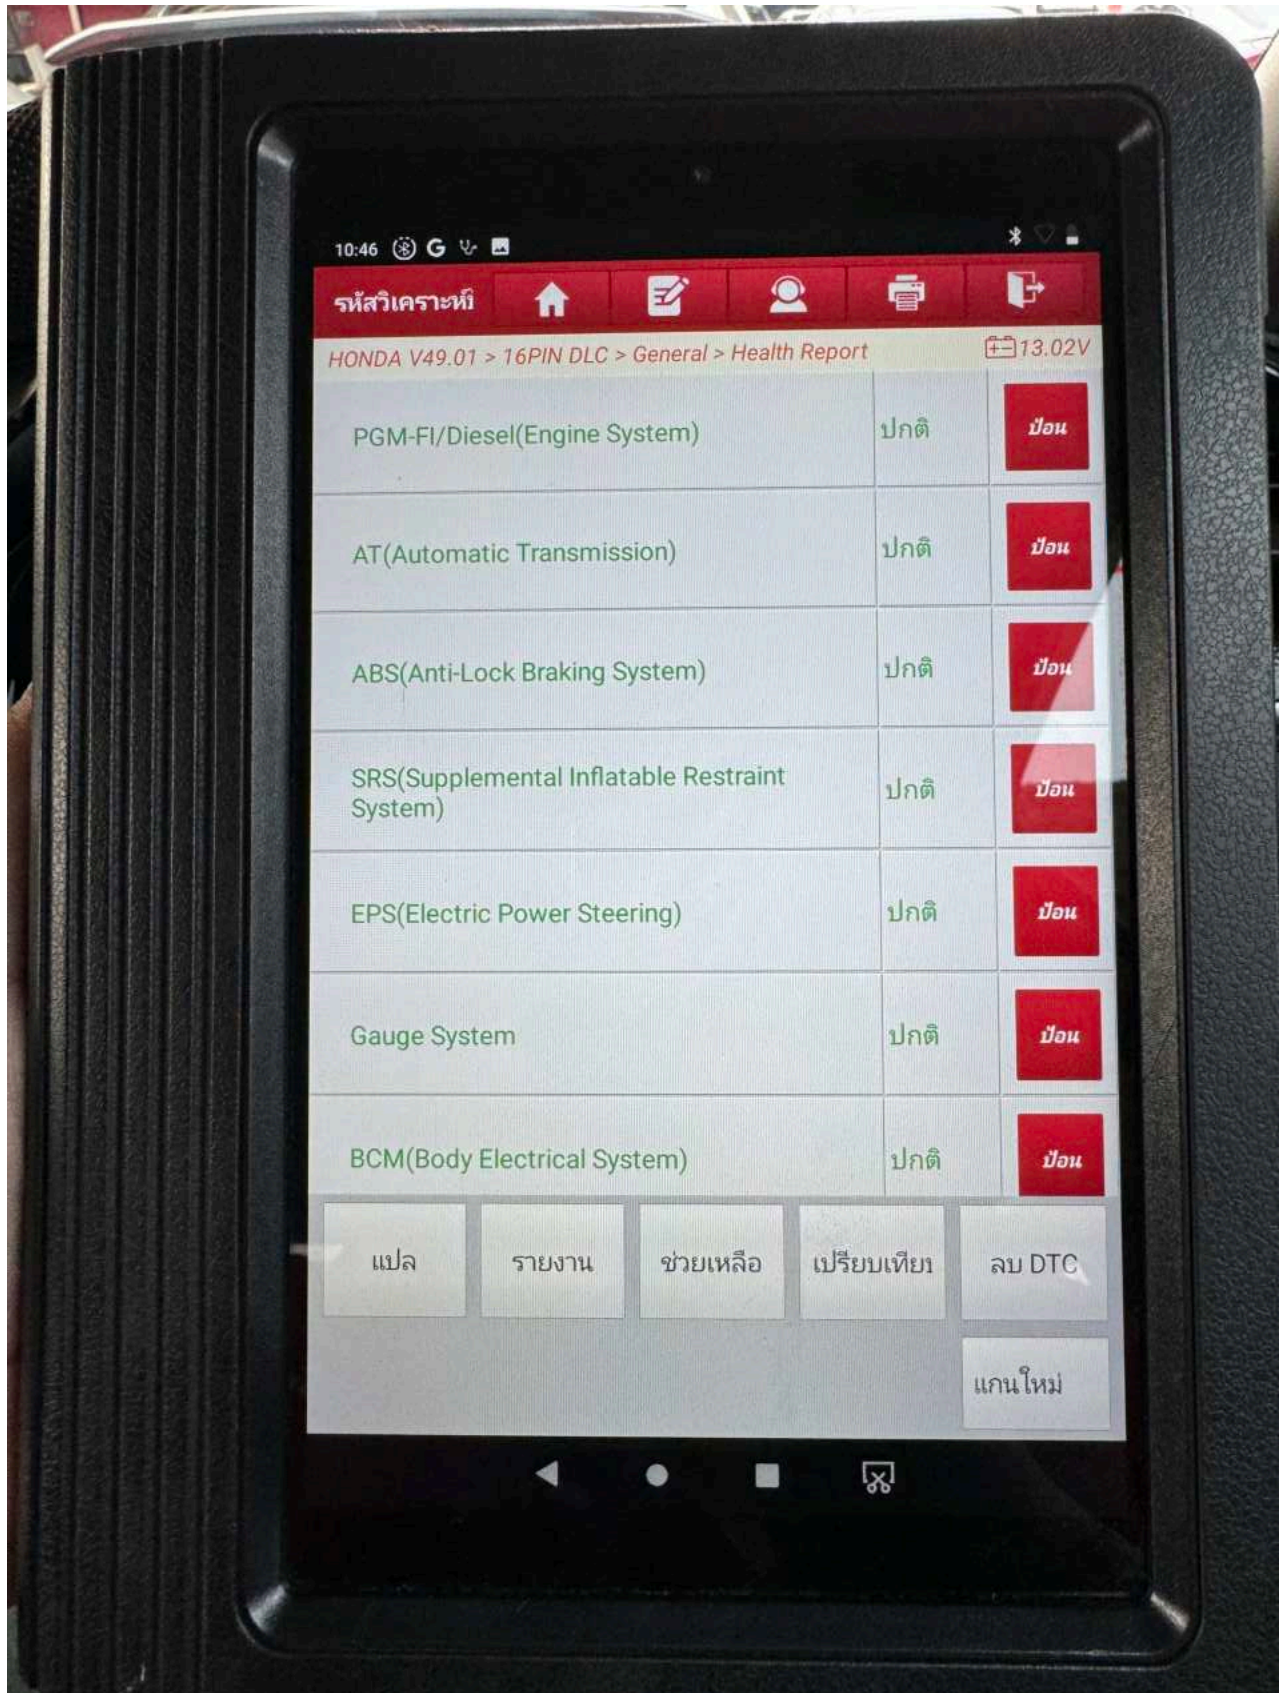 10:46
รหัสวิเคราะห์
HONDA V49.01 > 16PIN DLC > General > Health Report 13.02V
PGM-FI/Diesel(Engine System) ปกติ ป้อน
AT(Automatic Transmission) ปกติ ป้อน
ABS(Anti-Lock Braking System) ปกติ ป้อน
SRS(Supplemental Inflatable Restraint
System) ปกติ ป้อน
EPS(Electric Power Steering) ปกติ ป้อน
Gauge System ปกติ ป้อน
BCM(Body Electrical System) ปกติ ป้อน
แปล รายงาน ช่วยเหลือ เปรียบเทียบ ลบ DTC
แกนใหม่